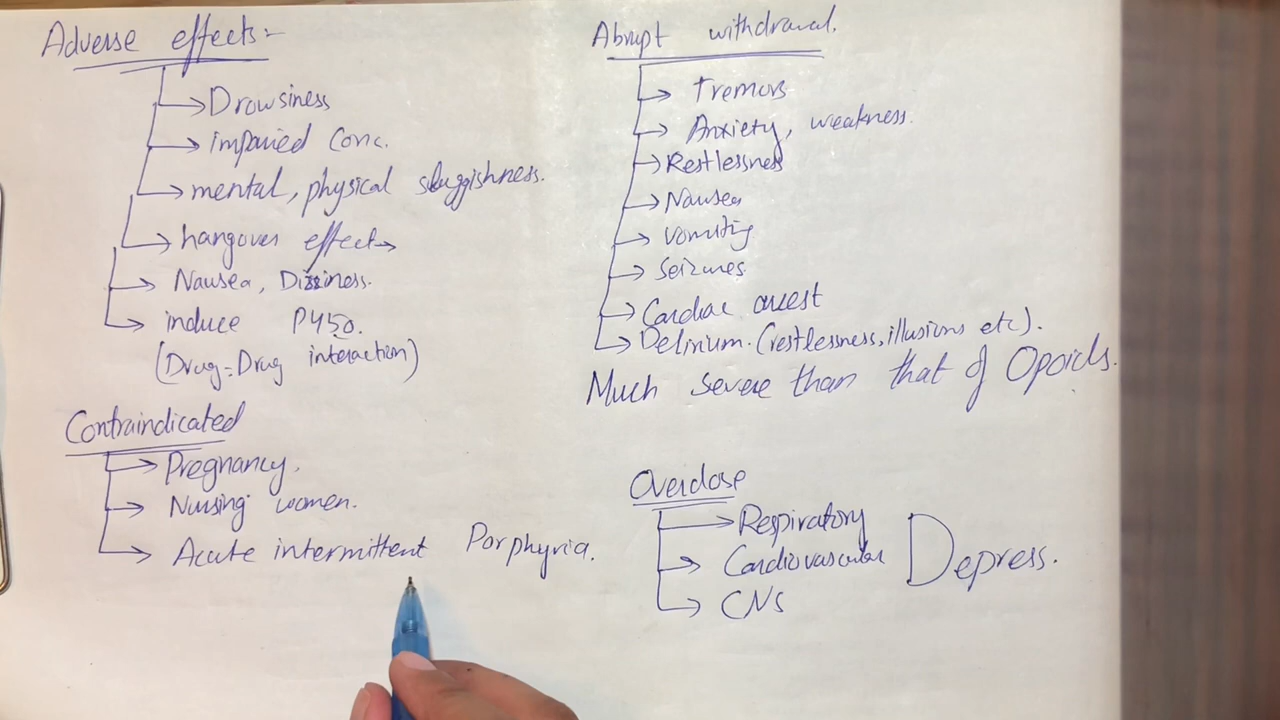 Adverse effects:-
Drowsiness
impaired Conc.
mental, physical sluggishness.
hangover effects
Nausea, Dizziness.
induce P450.
(Drug-Drug interaction)
Contraindicated
Pregnancy.
Nursing women.
Acute intermittent Porphyria.
Abrupt withdrawal.
Tremors
Anxiety, weakness.
Restlessness
Nausea
vomiting
Seizures.
Cardiac arrest
Delirium. (restlessness, illusions etc).
Much severe than that of Opoids.
Overdose
Respiratory
Cardiovascular
CNS
Depress.